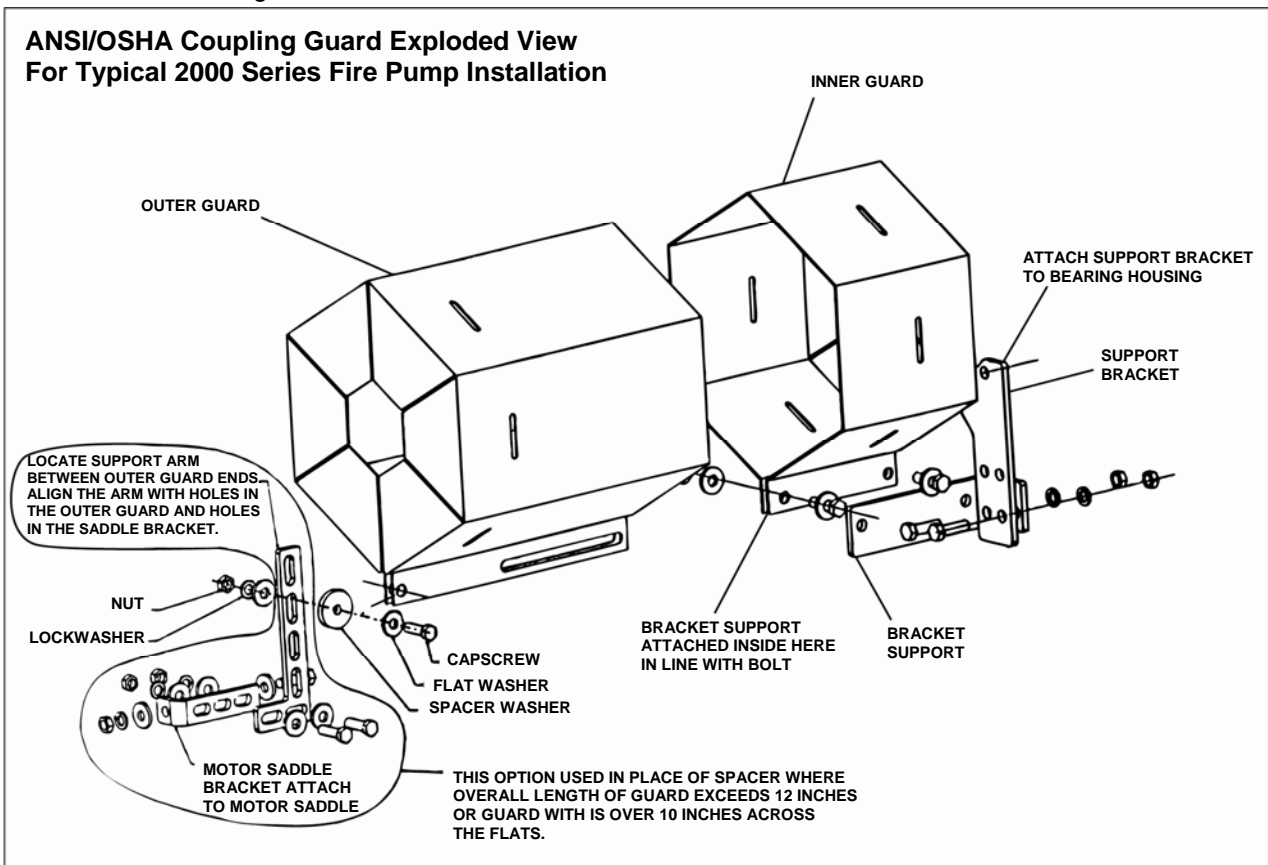 ANSI/OSHA Coupling Guard Exploded View
For Typical 2000 Series Fire Pump Installation
INNER GUARD
OUTER GUARD
ATTACH SUPPORT BRACKET
TO BEARING HOUSING
SUPPORT
BRACKET
LOCATE SUPPORT ARM
BETWEEN OUTER GUARD ENDS
ALIGN THE ARM WITH HOLES IN
THE OUTER GUARD AND HOLES
IN THE SADDLE BRACKET.
NUT
LOCKWASHER
CAPSCREW
FLAT WASHER
SPACER WASHER
BRACKET SUPPORT
ATTACHED INSIDE HERE
IN LINE WITH BOLT
BRACKET
SUPPORT
MOTOR SADDLE
BRACKET ATTACH
TO MOTOR SADDLE
THIS OPTION USED IN PLACE OF SPACER WHERE
OVERALL LENGTH OF GUARD EXCEEDS 12 INCHES
OR GUARD WITH IS OVER 10 INCHES ACROSS
THE FLATS.